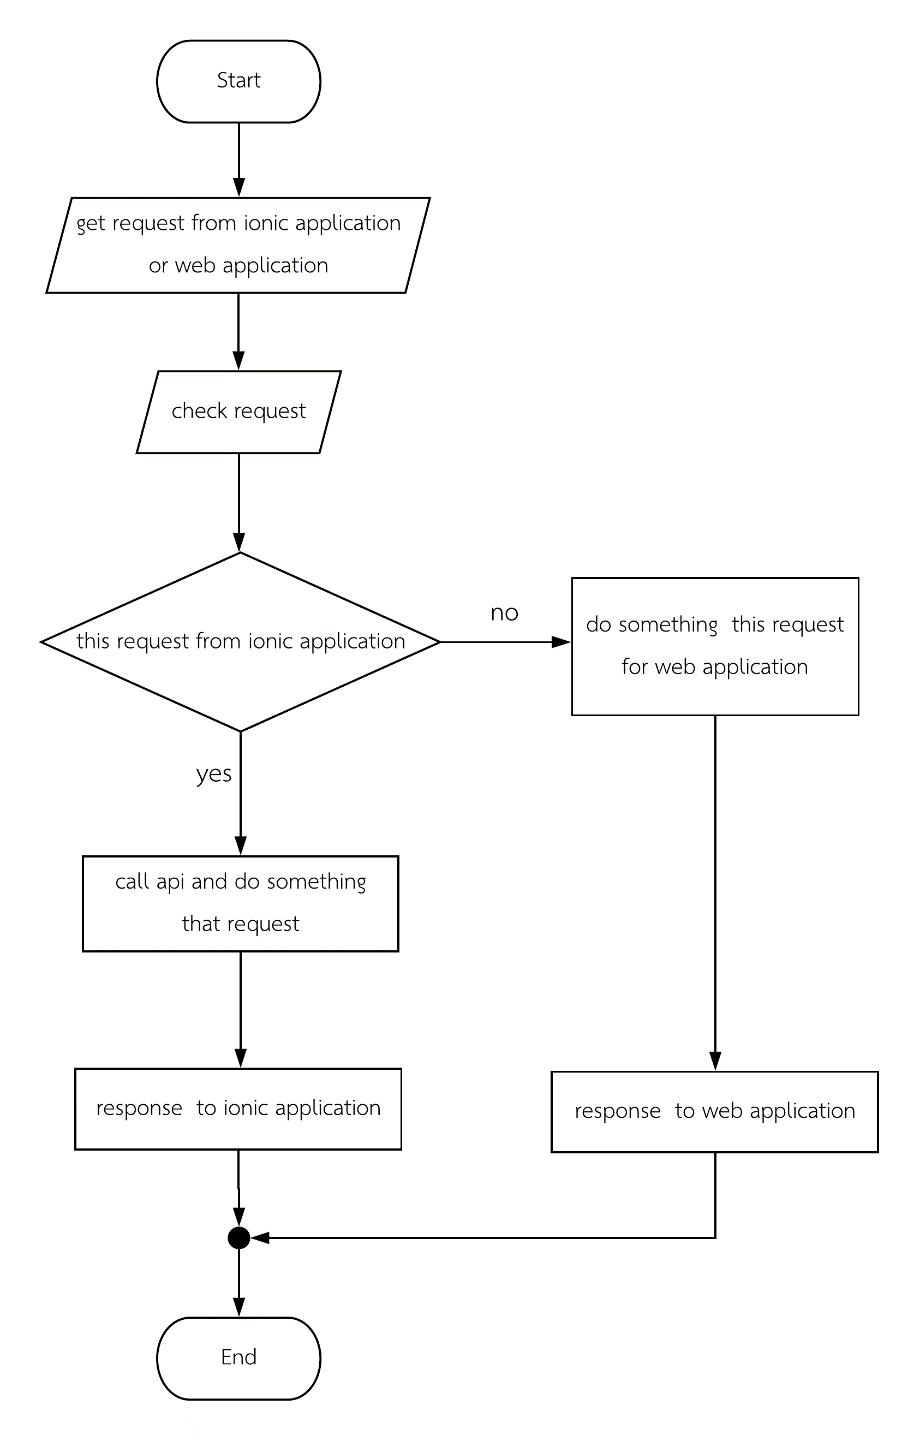 Start
get request from ionic application
or web application
check request
this request from ionic application
no
do something this request
for web application
yes
call api and do something
that request
response to ionic application
response to web application
End